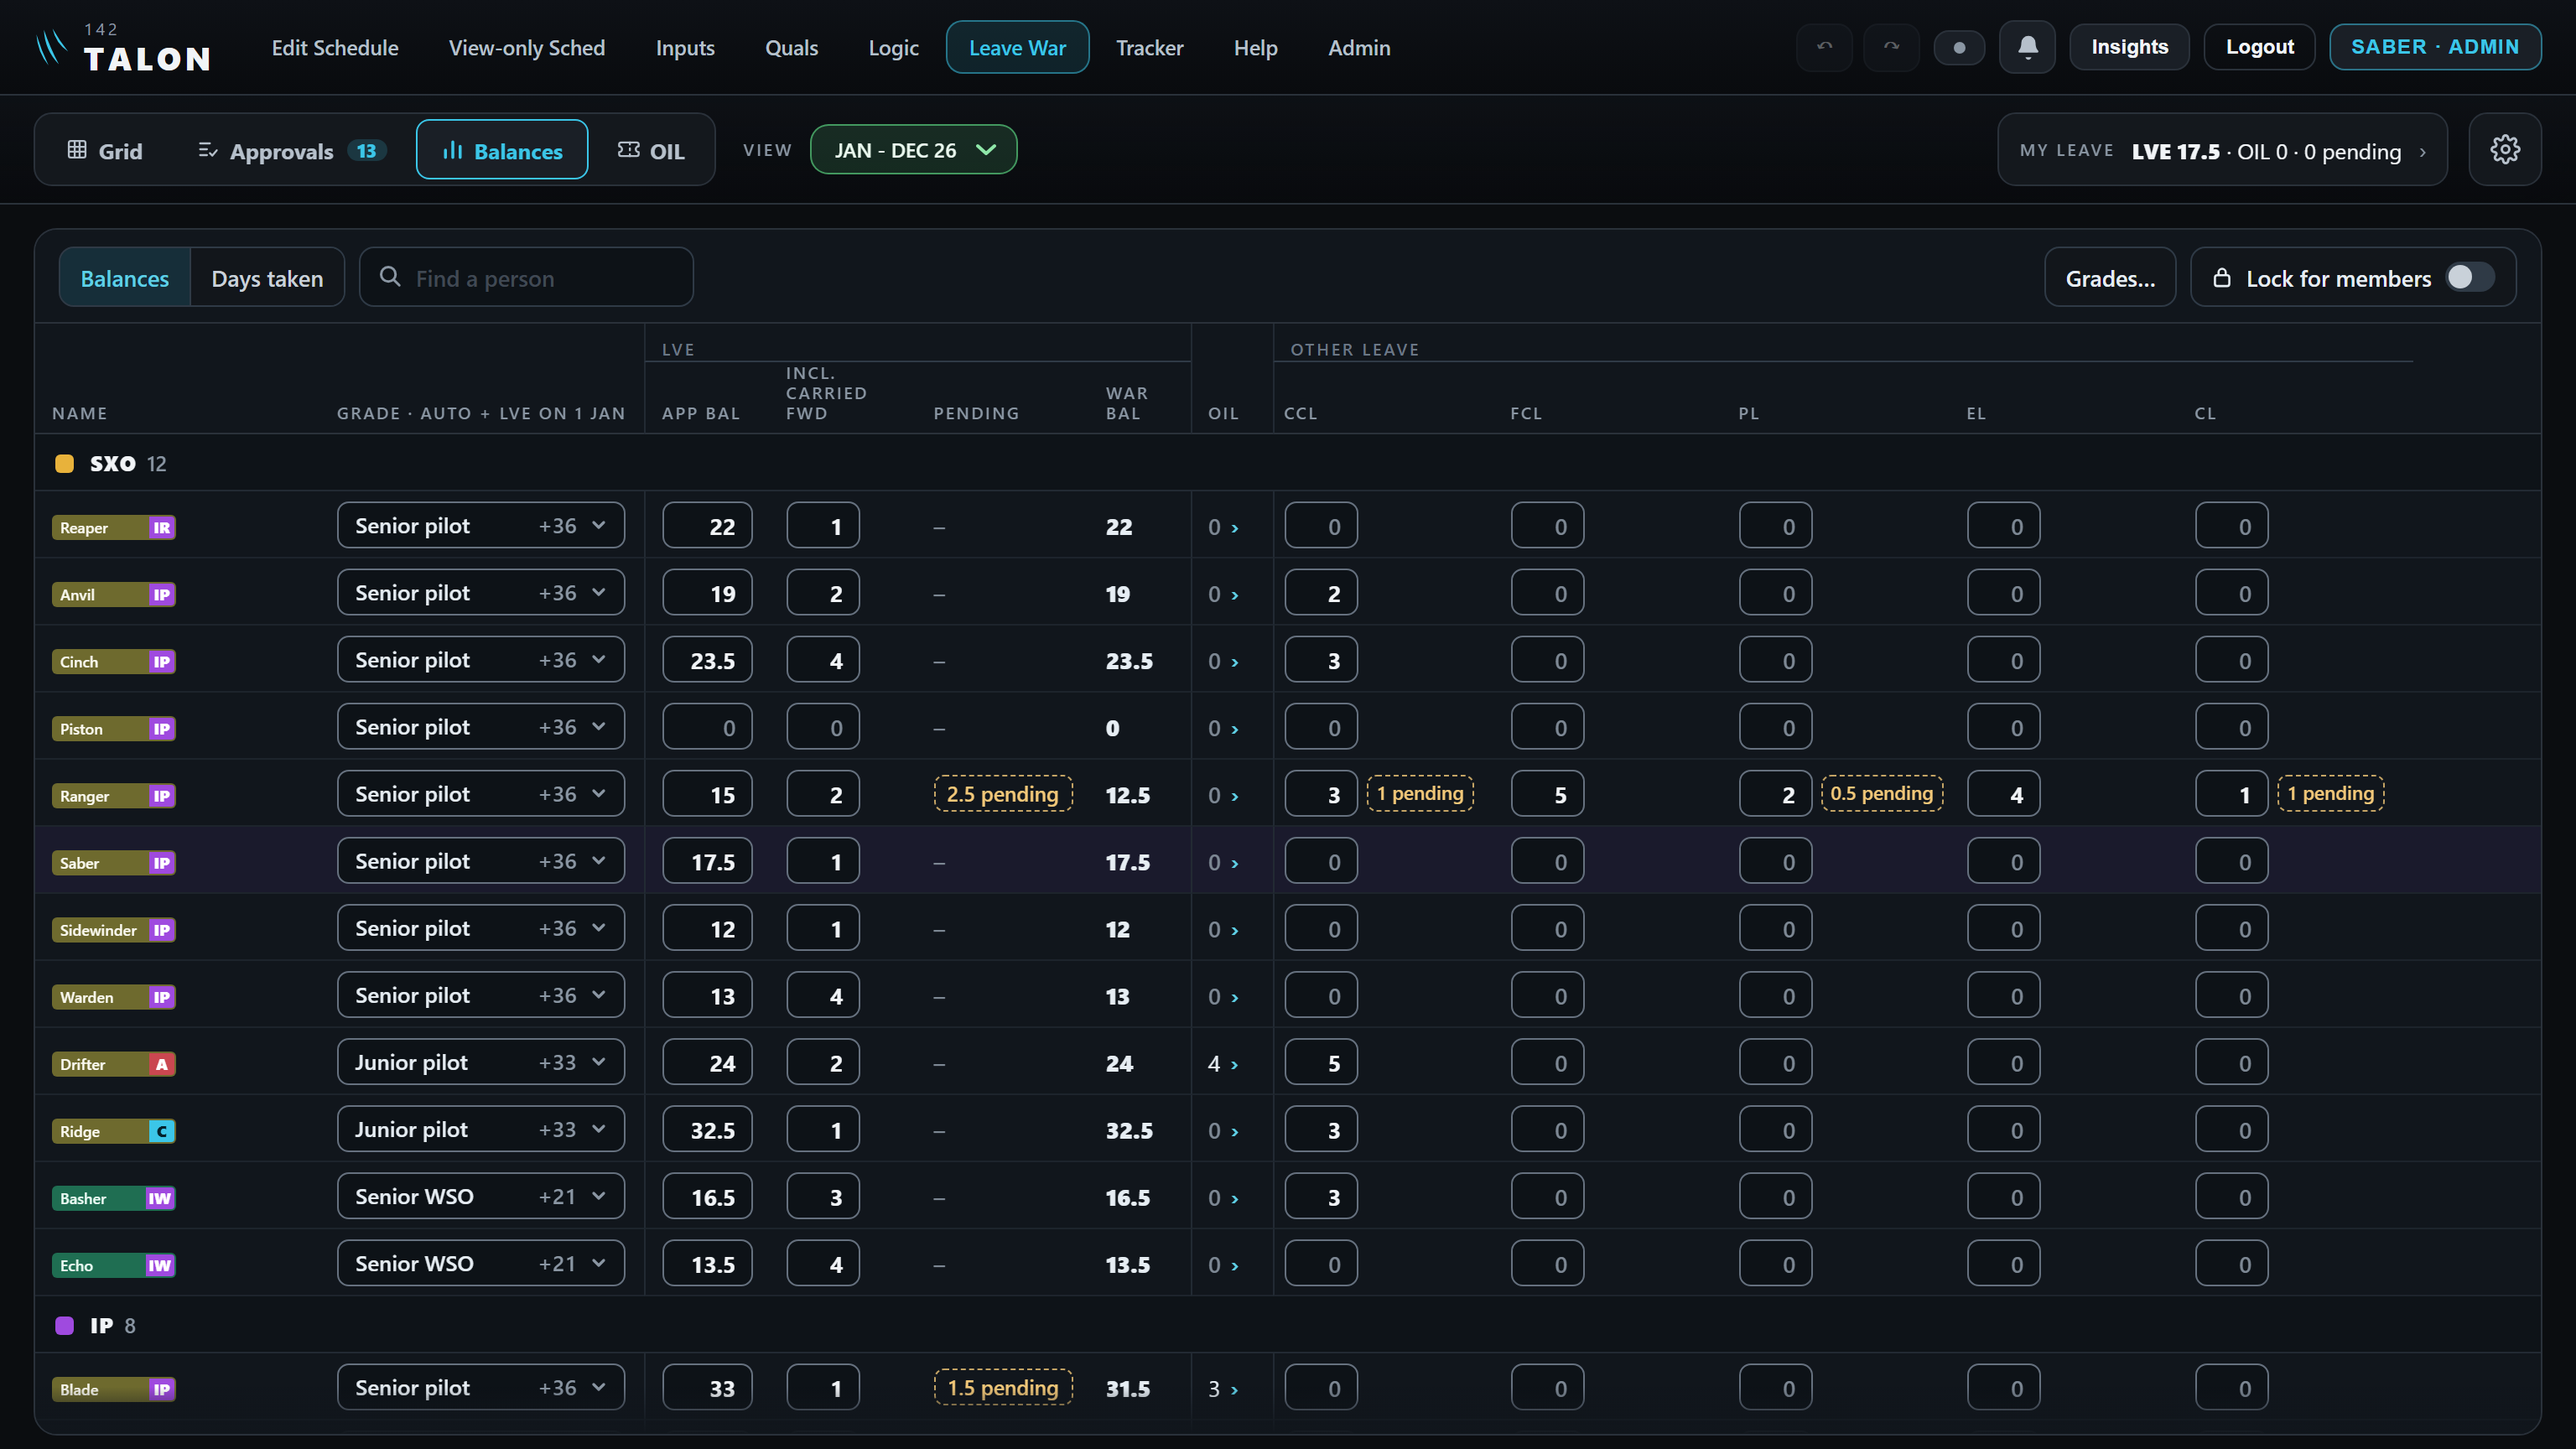 142
TALON
Edit Schedule View-only Sched Inputs Quals Logic Leave War Tracker Help Admin Insights Logout SABER · ADMIN
Grid Approvals 13 Balances OIL VIEW JAN - DEC 26 MY LEAVE LVE 17.5 · OIL 0 · 0 pending ›
Balances Days taken Find a person Grades... Lock for members
LVE OTHER LEAVE
NAME GRADE · AUTO + LVE ON 1 JAN APP BAL INCL. CARRIED FWD PENDING WAR BAL OIL CCL FCL PL EL CL
SXO 12
Reaper IR Senior pilot +36 22 1 – 22 0 › 0 0 0 0 0
Anvil IP Senior pilot +36 19 2 – 19 0 › 2 0 0 0 0
Cinch IP Senior pilot +36 23.5 4 – 23.5 0 › 3 0 0 0 0
Piston IP Senior pilot +36 0 0 – 0 0 › 0 0 0 0 0
Ranger IP Senior pilot +36 15 2 2.5 pending 12.5 0 › 3 1 pending 5 2 0.5 pending 4 1 1 pending
Saber IP Senior pilot +36 17.5 1 – 17.5 0 › 0 0 0 0 0
Sidewinder IP Senior pilot +36 12 1 – 12 0 › 0 0 0 0 0
Warden IP Senior pilot +36 13 4 – 13 0 › 0 0 0 0 0
Drifter A Junior pilot +33 24 2 – 24 4 › 5 0 0 0 0
Ridge C Junior pilot +33 32.5 1 – 32.5 0 › 3 0 0 0 0
Basher IW Senior WSO +21 16.5 3 – 16.5 0 › 3 0 0 0 0
Echo IW Senior WSO +21 13.5 4 – 13.5 0 › 0 0 0 0 0
IP 8
Blade IP Senior pilot +36 33 1 1.5 pending 31.5 3 › 0 0 0 0 0